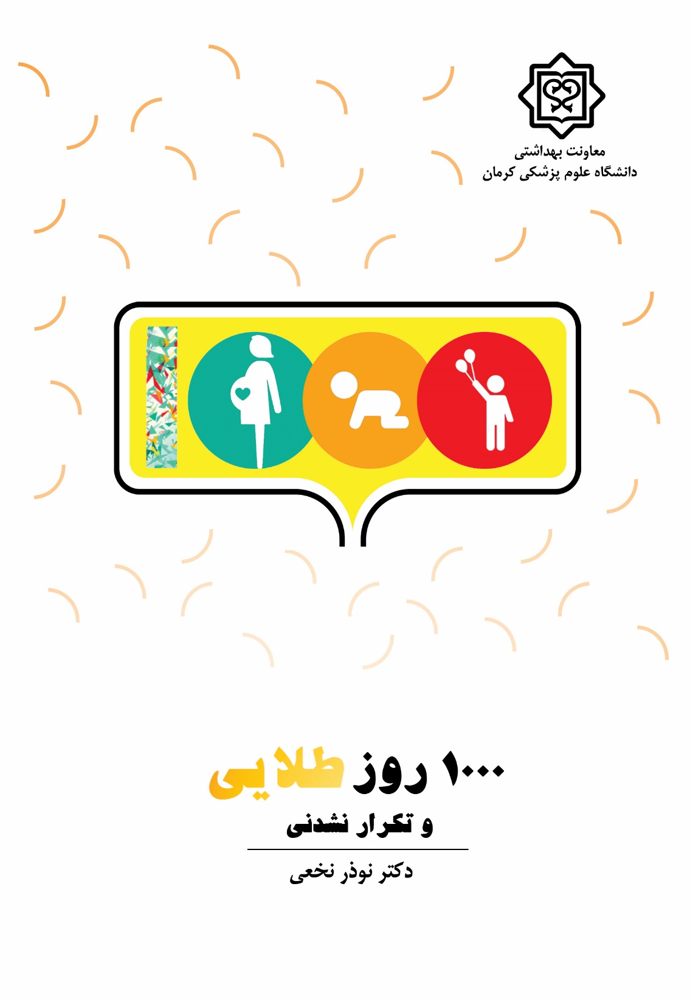 معاونت بهداشتی
دانشگاه علوم پزشکی کرمان
۱۰۰۰ روز طلایی
و تکرار نشدنی
دکتر نوذر نخعی